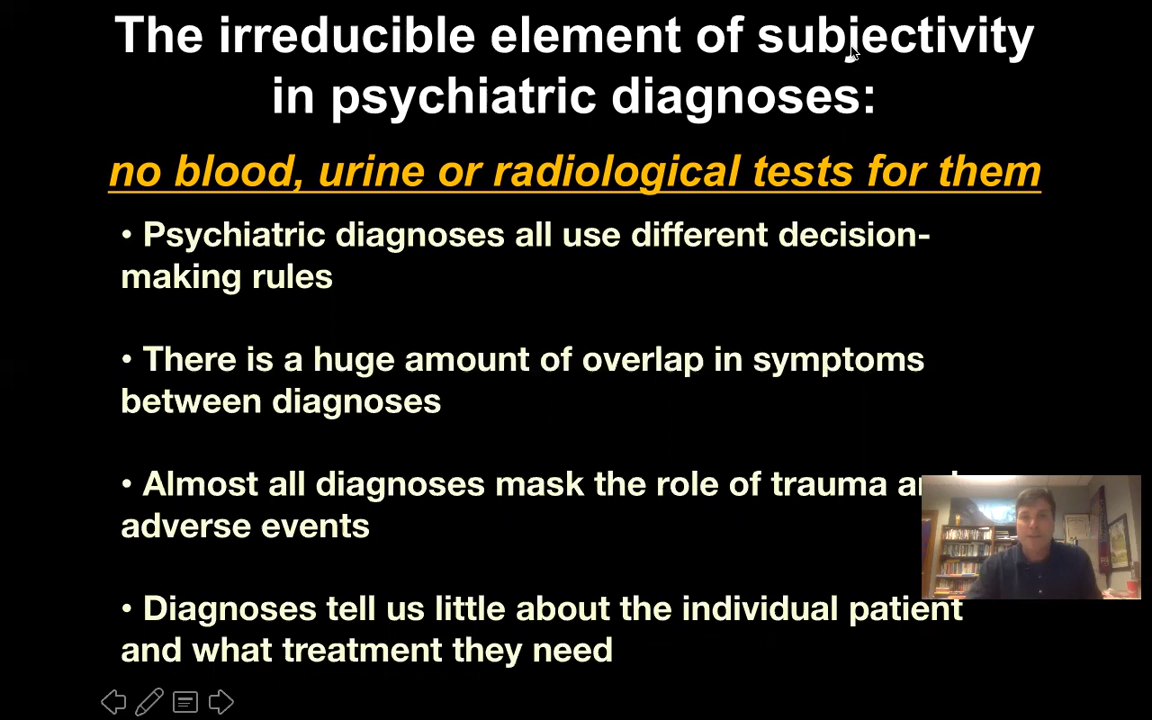 The irreducible element of subjectivity
in psychiatric diagnoses:
no blood, urine or radiological tests for them
• Psychiatric diagnoses all use different decision-
making rules
• There is a huge amount of overlap in symptoms
between diagnoses
• Almost all diagnoses mask the role of trauma and
adverse events
• Diagnoses tell us little about the individual patient
and what treatment they need